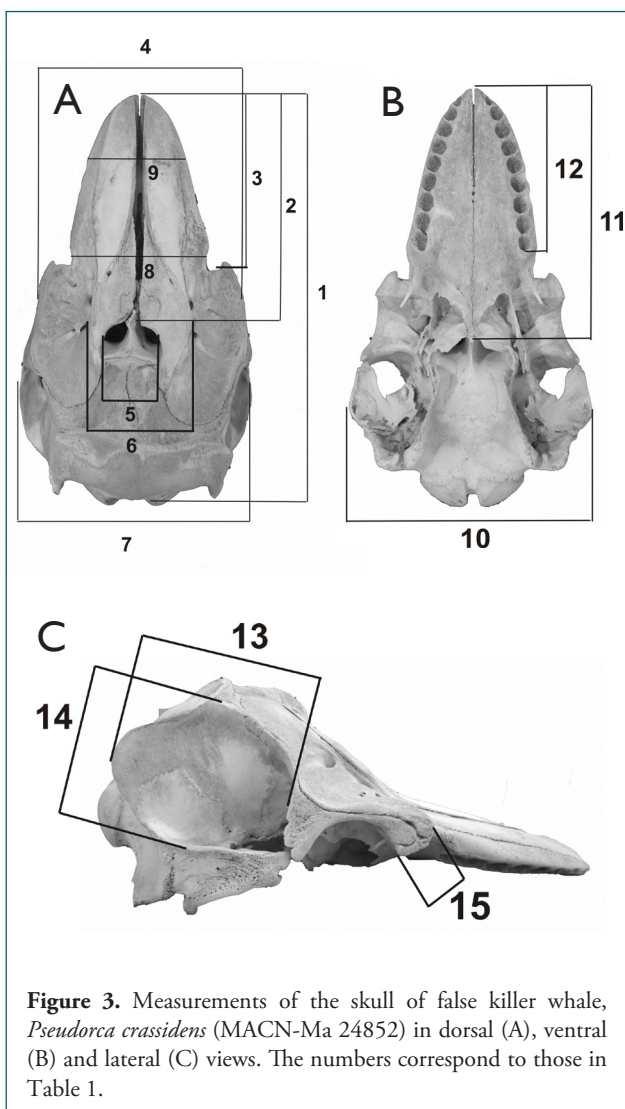 4
A
B
3
2
9
12
11
8
1
5
6
7
10
C
13
14
15
Figure 3. Measurements of the skull of false killer whale,
Pseudorca crassidens (MACN-Ma 24852) in dorsal (A), ventral
(B) and lateral (C) views. The numbers correspond to those in
Table 1.